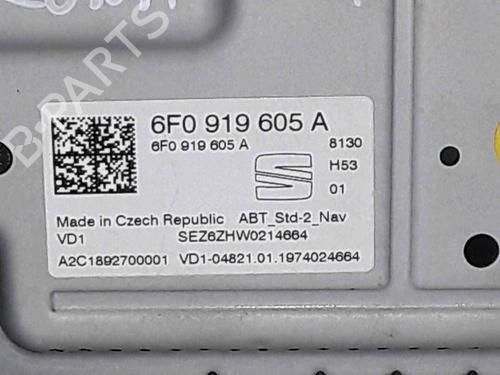 6F0 919 605 A
6F0 919 605 A 8130
H53
01
Made in Czech Republic ABT_Std-2_Nav
VD1 SEZ6ZHW0214664
A2C1892700001 VD1-04821.01.1974024664
B-PARTS